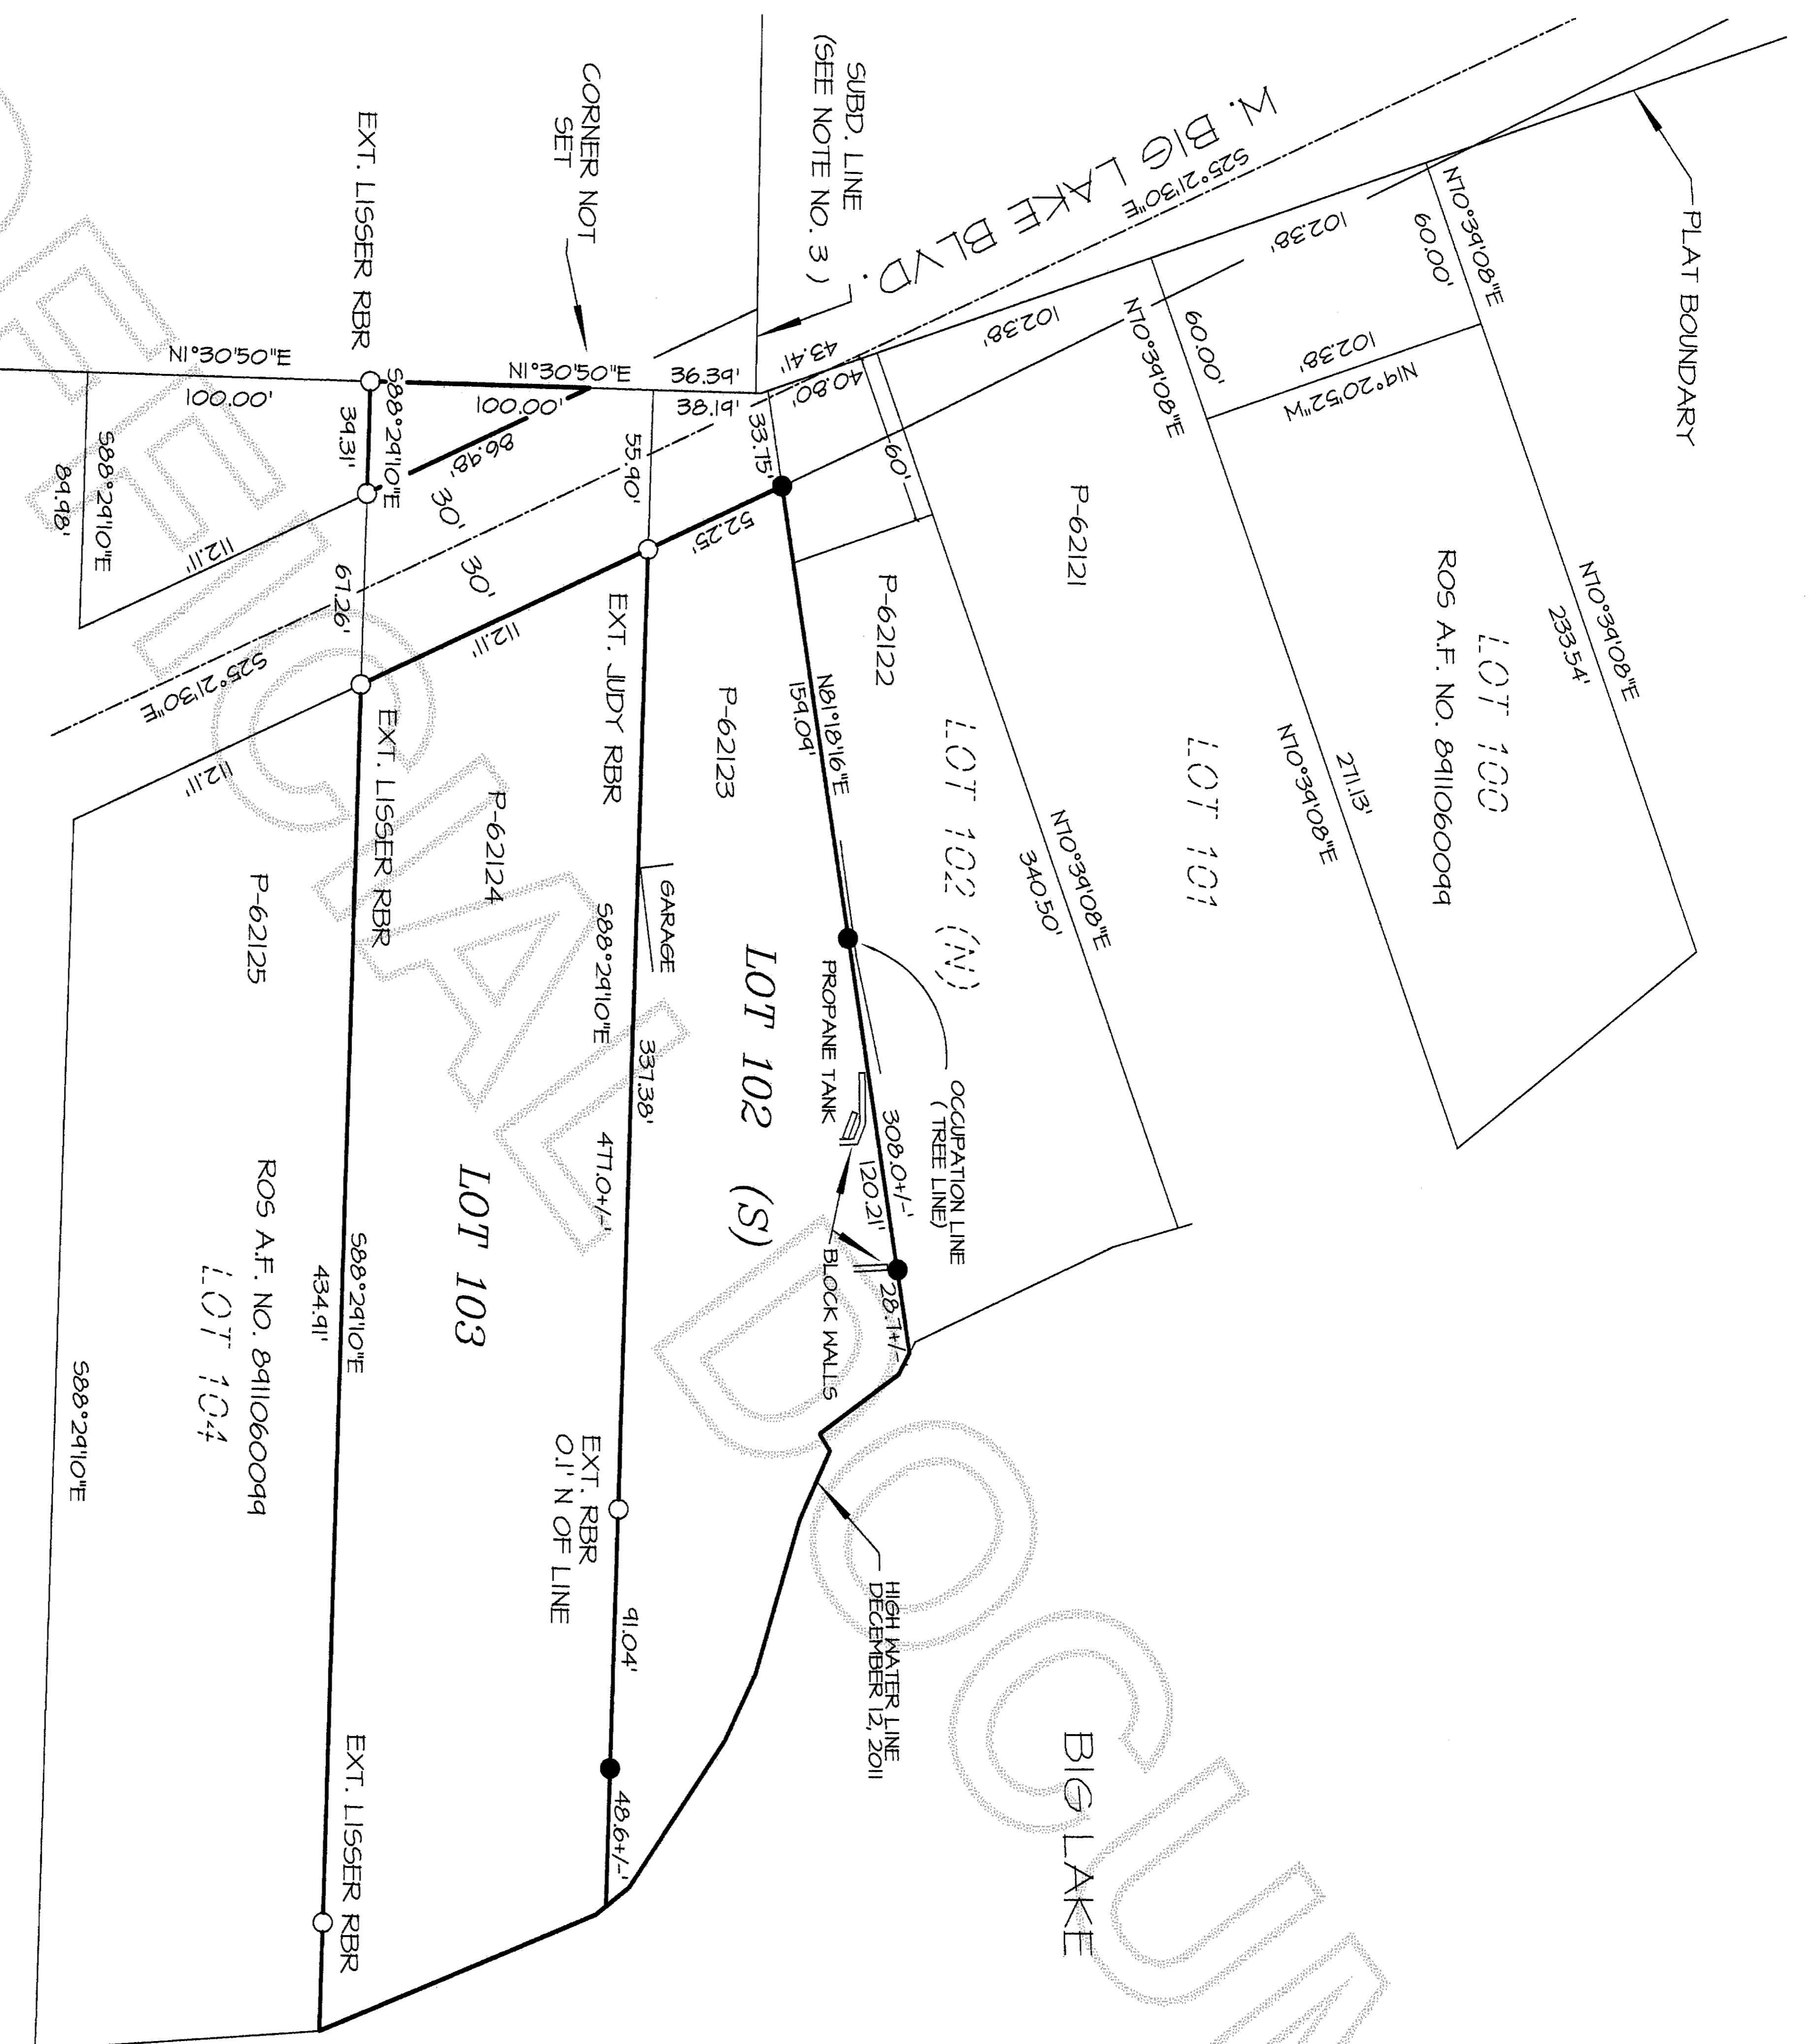 PLAT BOUNDARY
W. BIG LAKE BLVD.
S25°21'30"E
SUBD. LINE
(SEE NOTE NO. 3 )
CORNER NOT
SET
EXT. LISSER RBR
N70°39'08"E
60.00'
102.38'
102.38'
N19°20'52"W
N70°39'08"E
233.54'
LOT 100
ROS A.F. NO. 8911060099
60.00'
N70°39'08"E
271.13'
N70°39'08"E
102.38'
P-62121
LOT 101
43.41'
40.80'
60'
N70°39'08"E
340.50'
P-62122
LOT 102 (N)
33.75'
36.39'
38.19'
N1°30'50"E
100.00'
55.90'
52.25'
N81°18'16"E
159.09'
OCCUPATION LINE
( TREE LINE)
308.0+/-'
120.21'
28.7+/-'
PROPANE TANK
BLOCK WALLS
P-62123
LOT 102 (S)
GARAGE
EXT. JUDY RBR
S88°29'10"E
337.38'
477.0+/-'
EXT. RBR
0.1' N OF LINE
91.04'
48.6+/-'
HIGH WATER LINE
DECEMBER 12, 2011
BIG LAKE
86.98'
30'
30'
112.11'
P-62124
LOT 103
S88°29'10"E
39.31'
67.26'
EXT. LISSER RBR
S88°29'10"E
434.91'
EXT. LISSER RBR
N1°30'50"E
100.00'
112.11'
S25°21'30"E
112.11'
S88°29'10"E
89.98'
P-62125
ROS A.F. NO. 8911060099
LOT 104
S88°29'10"E
DOCUM